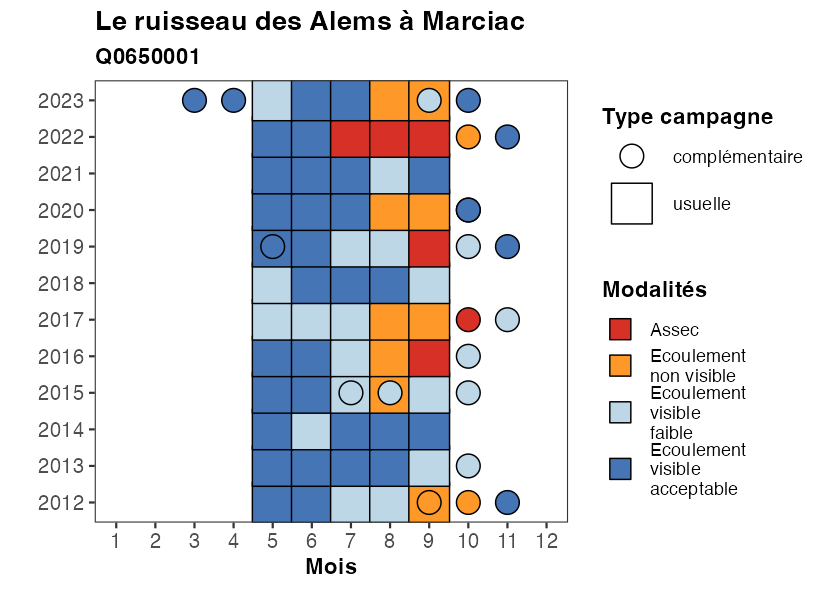 Le ruisseau des Alems à Marciac
Q0650001
2023
2022
2021
2020
2019
2018
2017
2016
2015
2014
2013
2012
1 2 3 4 5 6 7 8 9 10 11 12
Mois
Type campagne
complémentaire
usuelle
Modalités
Assec
Ecoulement
non visible
Ecoulement
visible
faible
Ecoulement
visible
acceptable